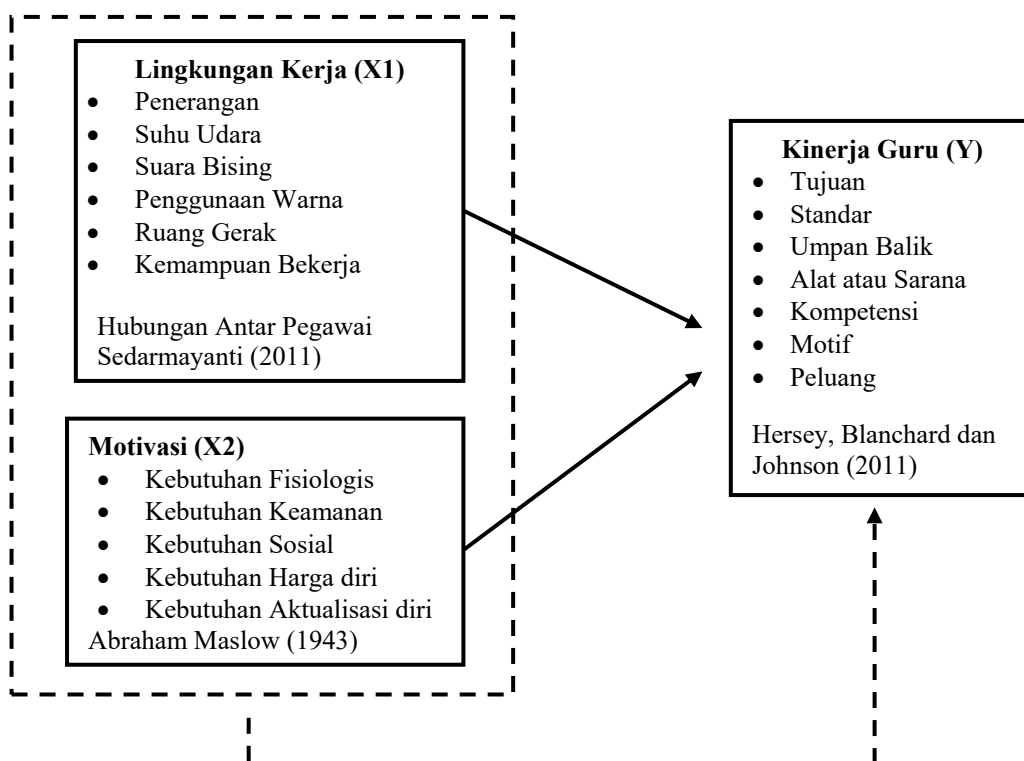 Lingkungan Kerja (X1)
• Penerangan
• Suhu Udara
• Suara Bising
• Penggunaan Warna
• Ruang Gerak
• Kemampuan Bekerja
Hubungan Antar Pegawai
Sedarmayanti (2011)
Motivasi (X2)
• Kebutuhan Fisiologis
• Kebutuhan Keamanan
• Kebutuhan Sosial
• Kebutuhan Harga diri
• Kebutuhan Aktualisasi diri
Abraham Maslow (1943)
Kinerja Guru (Y)
• Tujuan
• Standar
• Umpan Balik
• Alat atau Sarana
• Kompetensi
• Motif
• Peluang
Hersey, Blanchard dan
Johnson (2011)